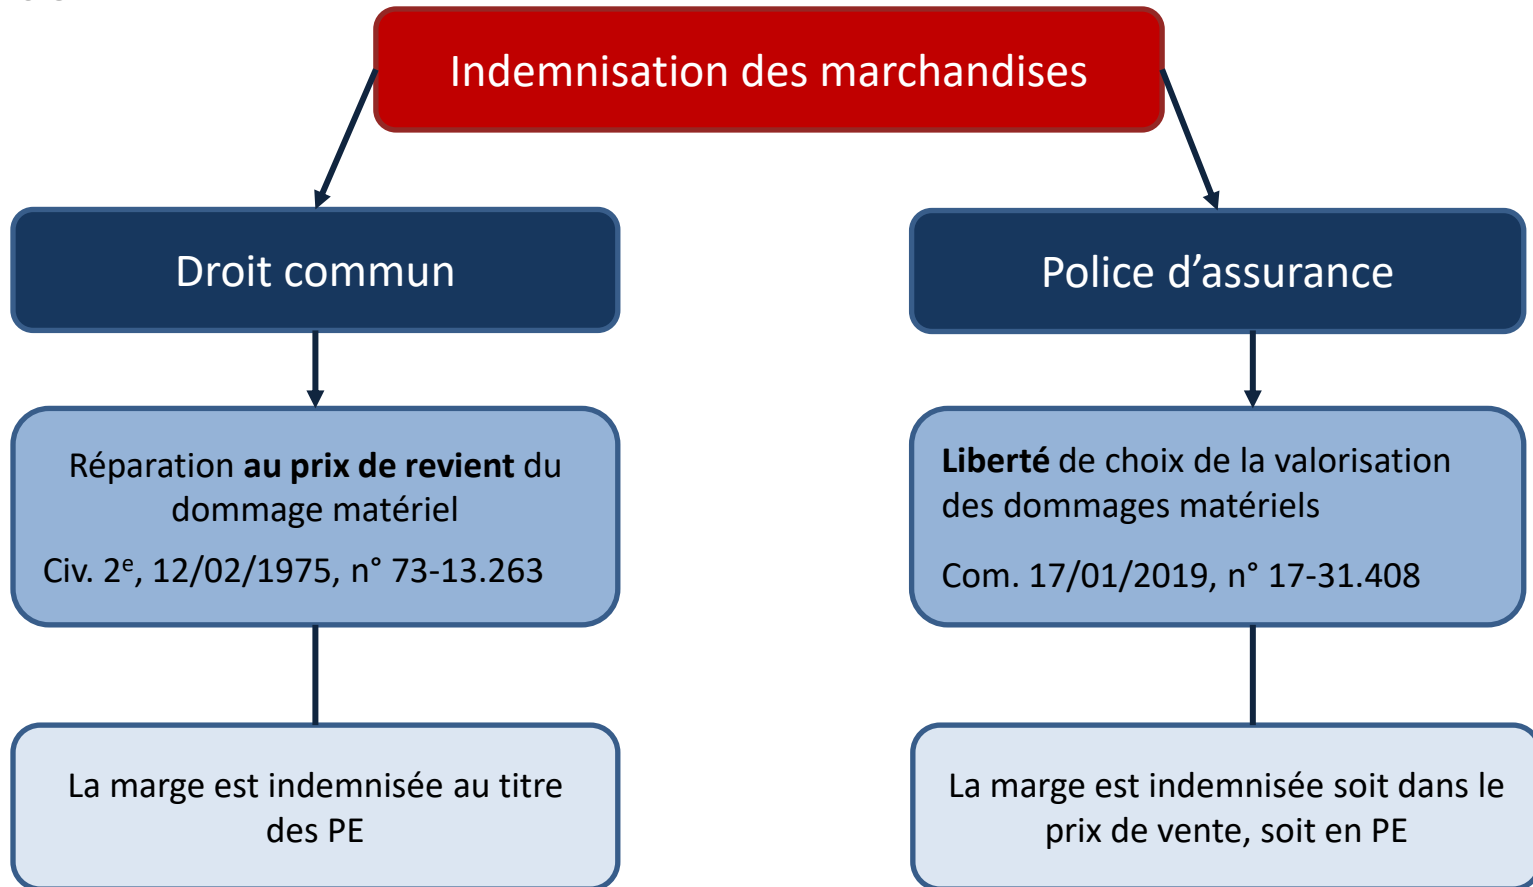 Indemnisation des marchandises
Droit commun
Police d’assurance
Réparation au prix de revient du
dommage matériel
Civ. 2e, 12/02/1975, n° 73-13.263
Liberté de choix de la valorisation
des dommages matériels
Com. 17/01/2019, n° 17-31.408
La marge est indemnisée au titre
des PE
La marge est indemnisée soit dans le
prix de vente, soit en PE